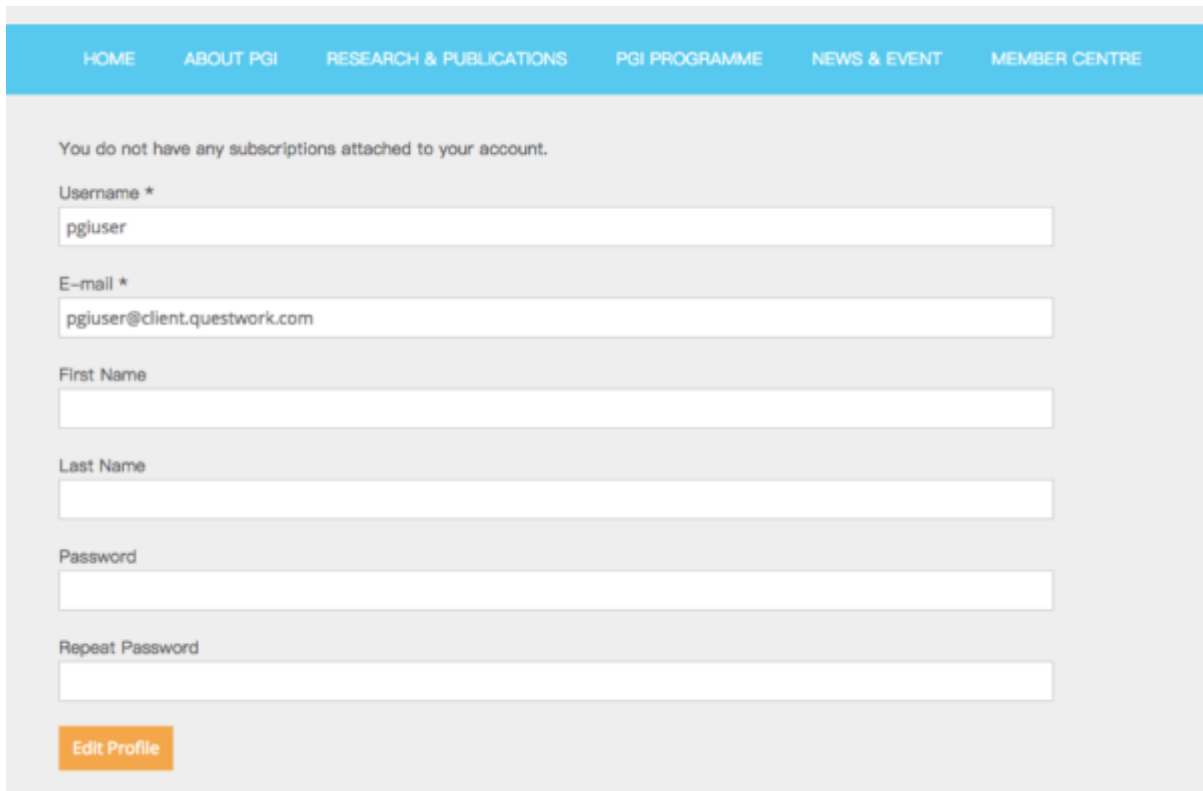 HOME ABOUT PGI RESEARCH & PUBLICATIONS PGI PROGRAMME NEWS & EVENT MEMBER CENTRE
You do not have any subscriptions attached to your account.
Username *
pgiuser
E-mail *
pgiuser@client.questwork.com
First Name
Last Name
Password
Repeat Password
Edit Profile